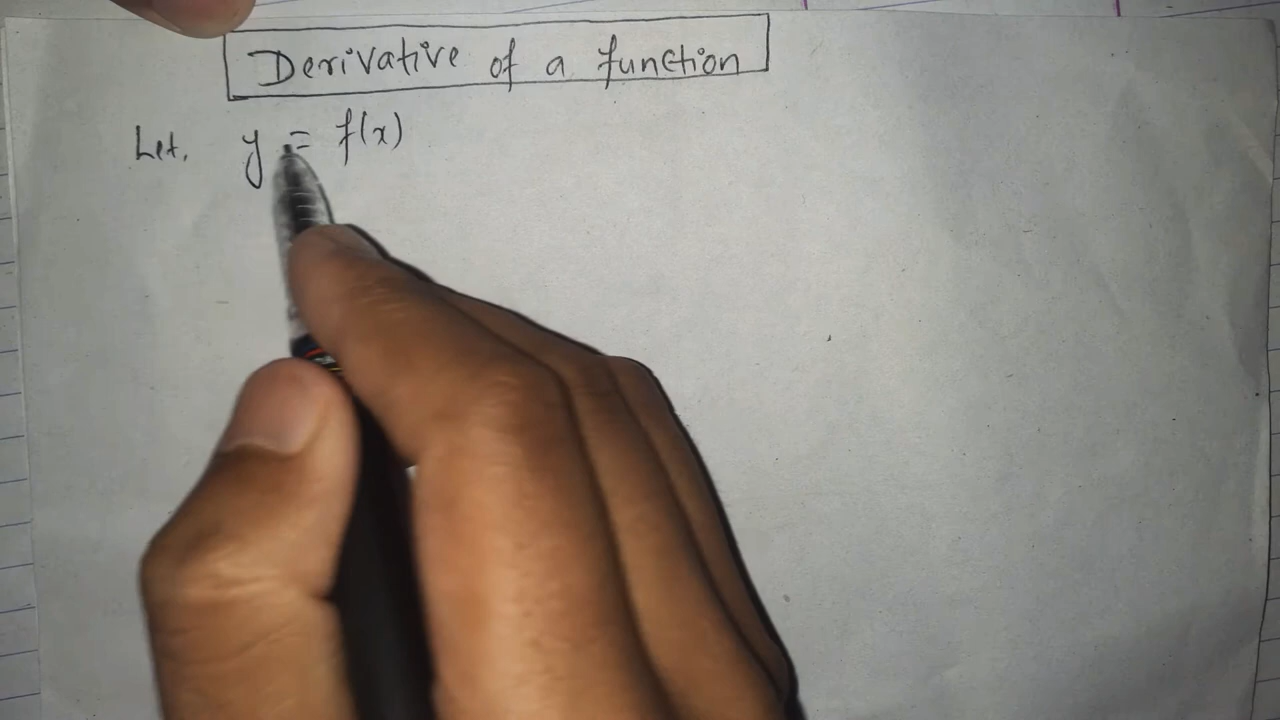 Derivative of a function
Let, y = f(x)